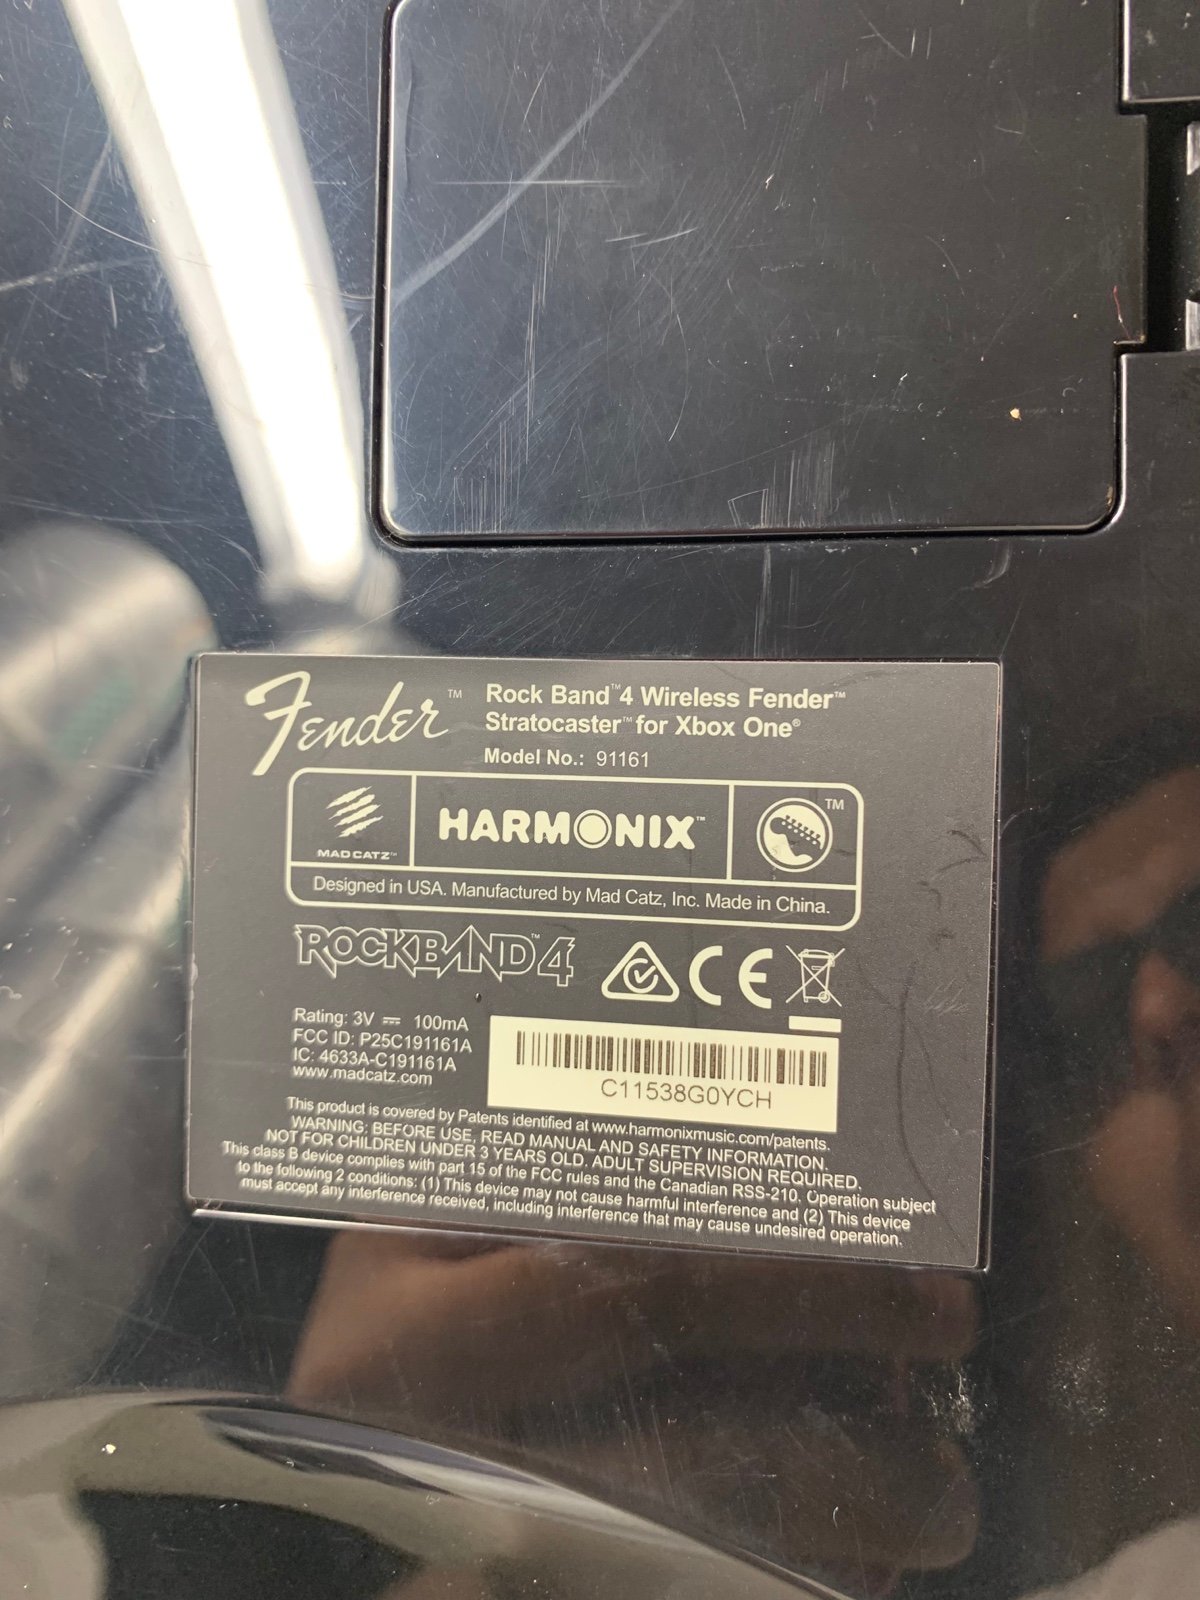 Fender™
Rock Band™4 Wireless Fender™
Stratocaster™ for Xbox One®
Model No.: 91161
MAD CATZ™
HARMONIX™
TM
Designed in USA. Manufactured by Mad Catz, Inc. Made in China.
ROCKBAND™4
CE
Rating: 3V ⎓ 100mA
FCC ID: P25C191161A
IC: 4633A-C191161A
www.madcatz.com
C11538G0YCH
This product is covered by Patents identified at www.harmonixmusic.com/patents.
WARNING: BEFORE USE, READ MANUAL AND SAFETY INFORMATION.
NOT FOR CHILDREN UNDER 3 YEARS OLD. ADULT SUPERVISION REQUIRED.
This class B device complies with part 15 of the FCC rules and the Canadian RSS-210. Operation subject
to the following 2 conditions: (1) This device may not cause harmful interference and (2) This device
must accept any interference received, including interference that may cause undesired operation.